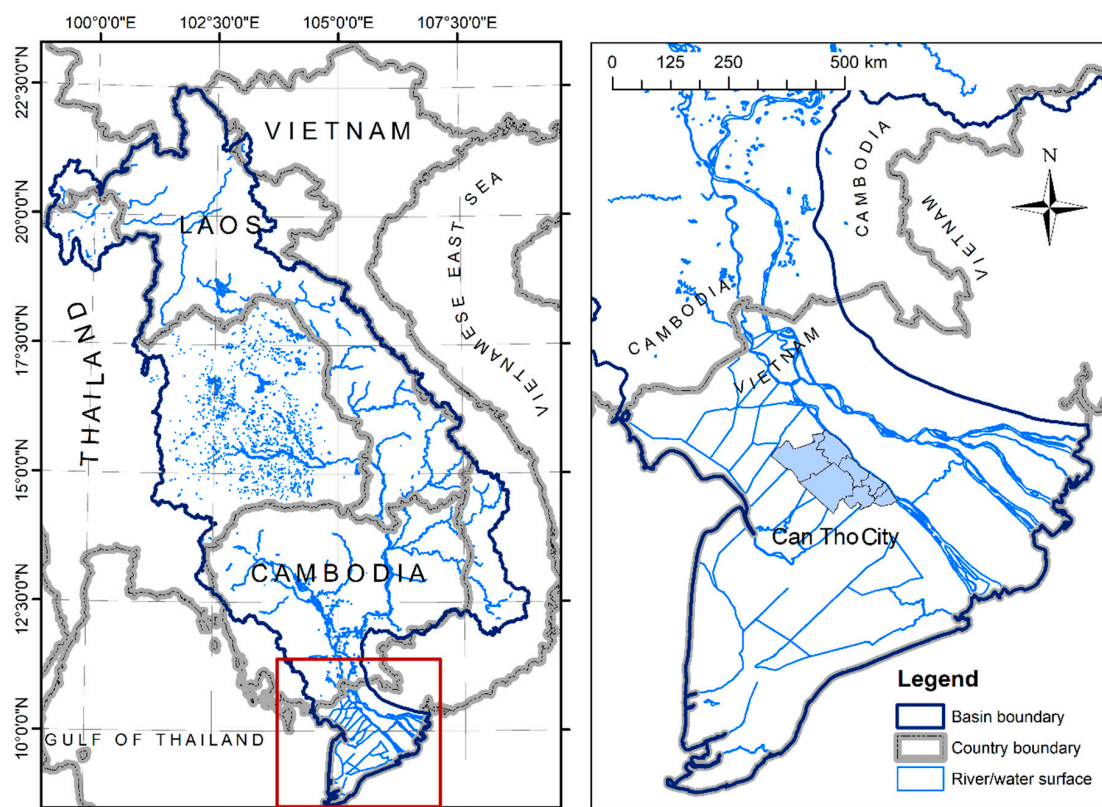 100°0'0"E
102°30'0"E
105°0'0"E
107°30'0"E
22°30'0"N
20°0'0"N
17°30'0"N
15°0'0"N
12°30'0"N
10°0'0"N
VIETNAM
LAOS
VIETNAMESE EAST SEA
THAILAND
CAMBODIA
GULF OF THAILAND
0 125 250 500 km
CAMBODIA
VIETNAM
N
CAMBODIA
VIETNAM
Can Tho City
Legend
Basin boundary
Country boundary
River/water surface